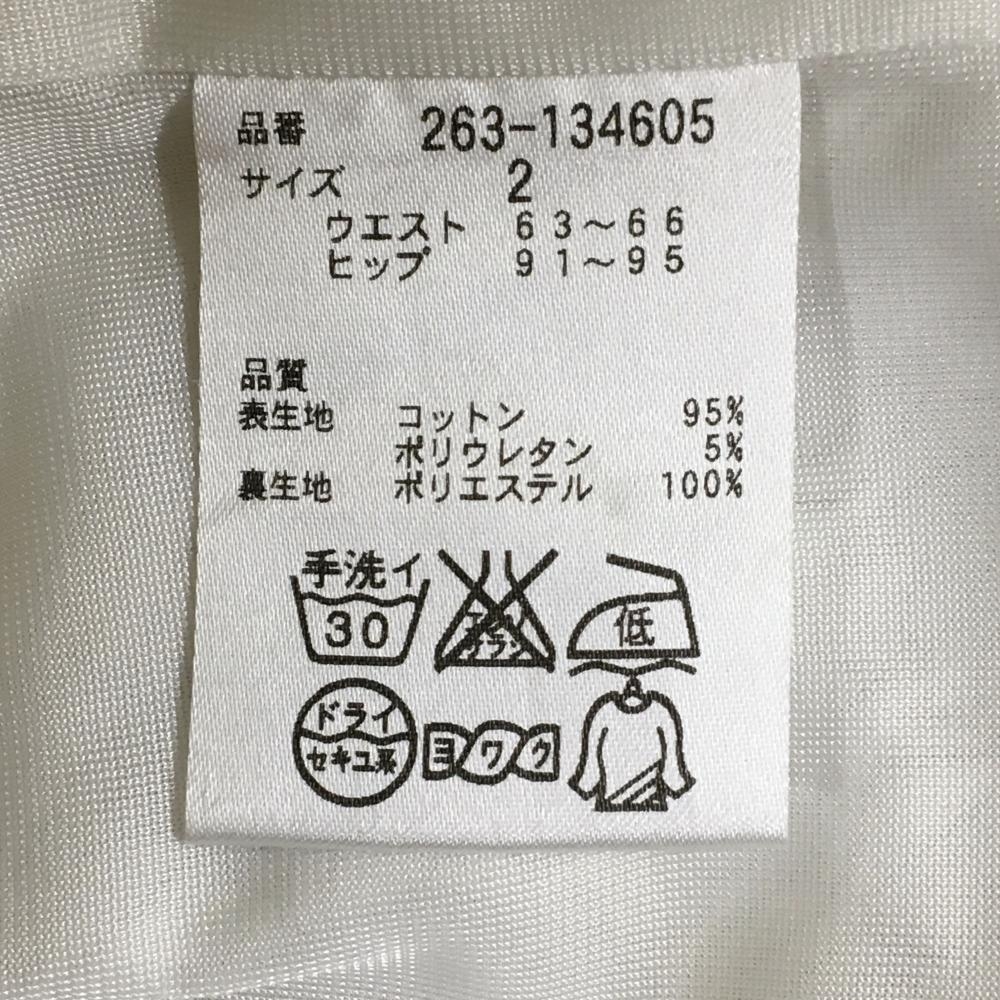 品番 263-134605
サイズ 2
ウエスト 63～66
ヒップ 91～95
品質
表生地 コットン 95%
ポリウレタン 5%
裏生地 ポリエステル 100%
手洗イ
30
低
ドライ
セキユ系
ヨワク